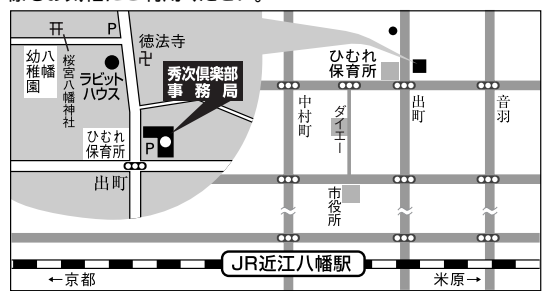 P
徳法寺
卍
八幡
幼稚園
桜宮八幡神社
ラビット
ハウス
秀次倶楽部
事務局
ひむれ
保育所
P
出町
ひむれ
保育所
中村町
ダイエー
出町
音羽
市役所
JR近江八幡駅
←京都
米原→